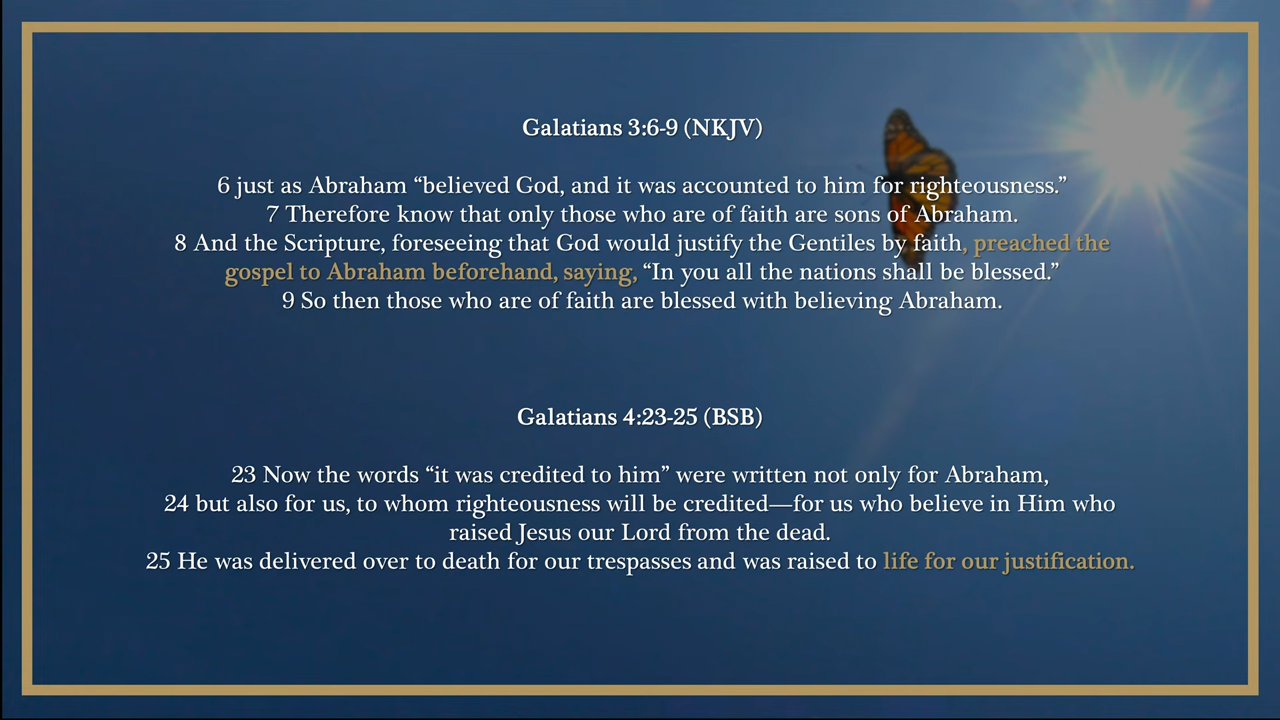 Galatians 3:6-9 (NKJV)
6 just as Abraham “believed God, and it was accounted to him for righteousness.”
7 Therefore know that only those who are of faith are sons of Abraham.
8 And the Scripture, foreseeing that God would justify the Gentiles by faith, preached the
gospel to Abraham beforehand, saying, “In you all the nations shall be blessed.”
9 So then those who are of faith are blessed with believing Abraham.
Galatians 4:23-25 (BSB)
23 Now the words “it was credited to him” were written not only for Abraham,
24 but also for us, to whom righteousness will be credited—for us who believe in Him who
raised Jesus our Lord from the dead.
25 He was delivered over to death for our trespasses and was raised to life for our justification.